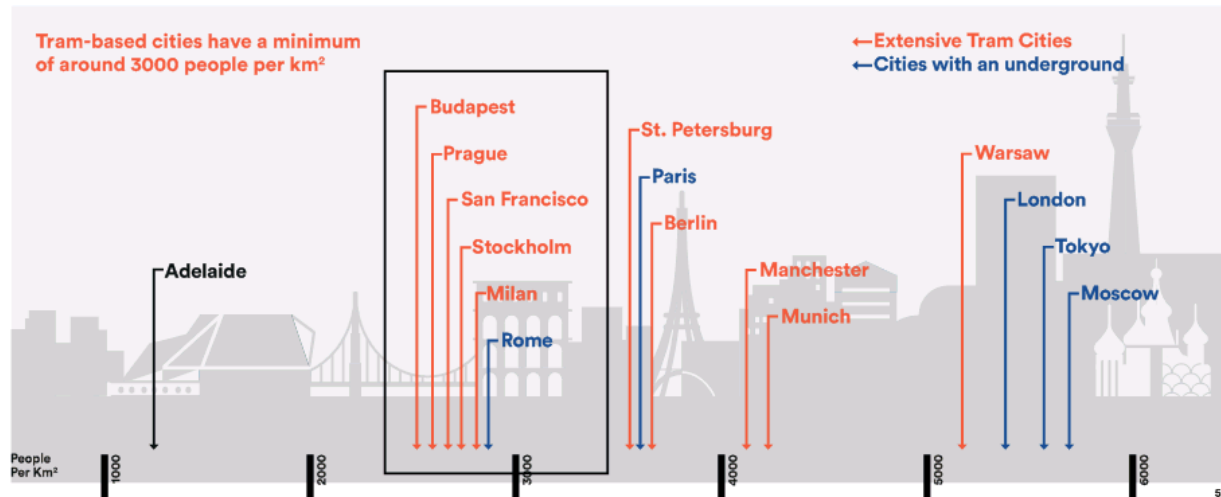 Tram-based cities have a minimum
of around 3000 people per km²
←Extensive Tram Cities
←Cities with an underground
Budapest
St. Petersburg
Prague
Warsaw
Paris
San Francisco
London
Berlin
Stockholm
Tokyo
Adelaide
Manchester
Milan
Moscow
Munich
Rome
People
Per Km²
1000
2000
3000
4000
5000
6000